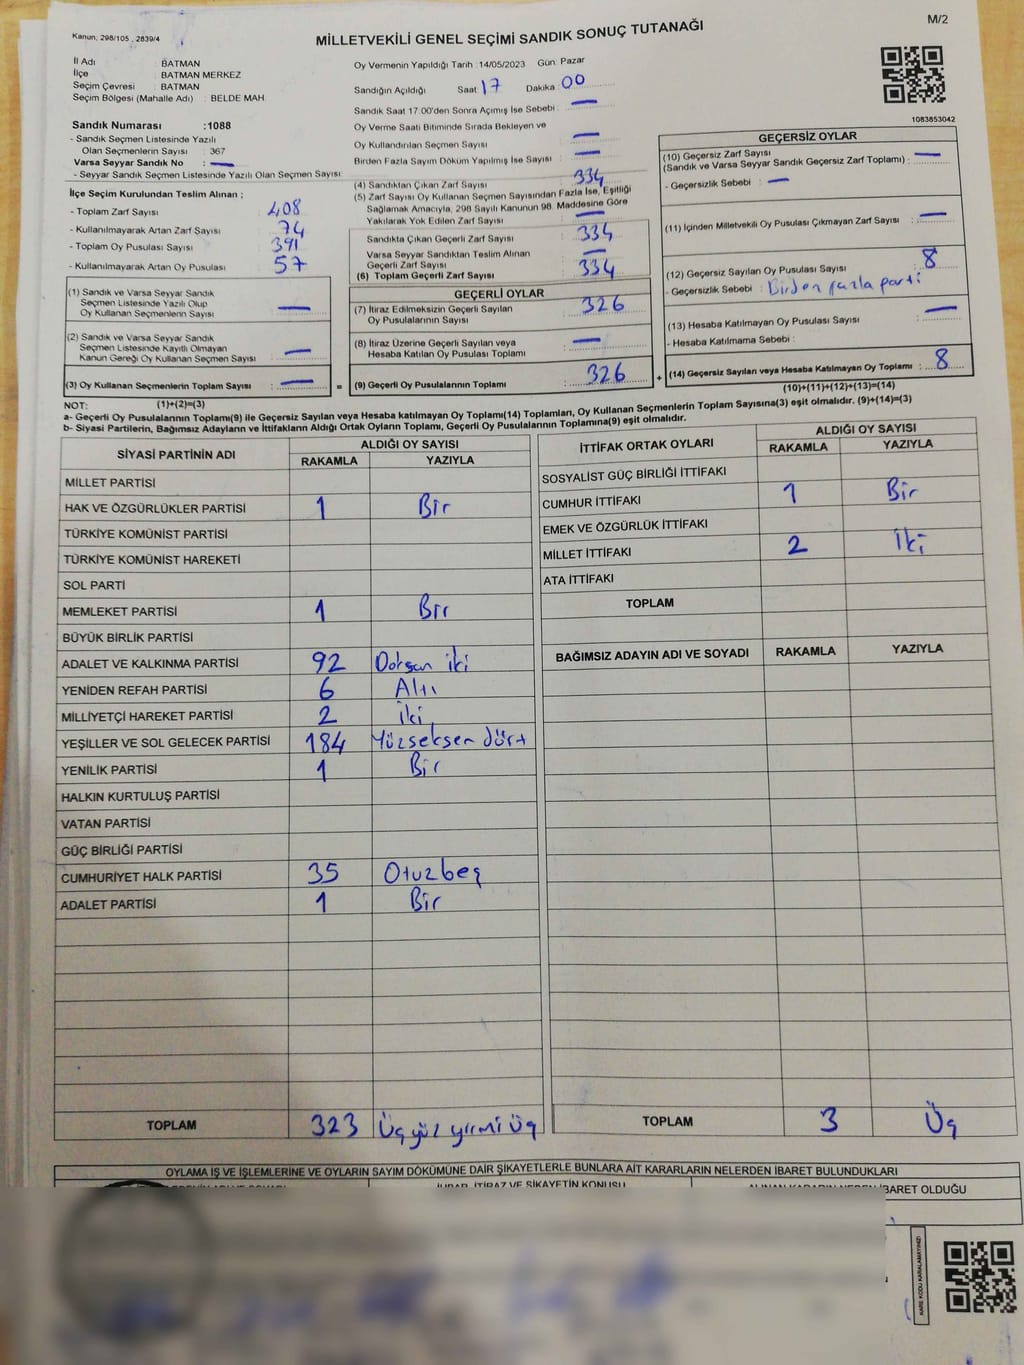 M/2
Kanun; 298/105 , 2839/4
MİLLETVEKİLİ GENEL SEÇİMİ SANDIK SONUÇ TUTANAĞI
İl Adı : BATMAN
İlçe : BATMAN MERKEZ
Seçim Çevresi : BATMAN
Seçim Bölgesi (Mahalle Adı) : BELDE MAH.
Sandık Numarası :1088
- Sandık Seçmen Listesinde Yazılı
Olan Seçmenlerin Sayısı : 367
Varsa Seyyar Sandık No : —
- Seyyar Sandık Seçmen Listesinde Yazılı Olan Seçmen Sayısı:
İlçe Seçim Kurulundan Teslim Alınan ;
- Toplam Zarf Sayısı : 408
- Kullanılmayarak Artan Zarf Sayısı : 74
- Toplam Oy Pusulası Sayısı : 391
- Kullanılmayarak Artan Oy Pusulası : 57
(1) Sandık ve Varsa Seyyar Sandık
Seçmen Listesinde Yazılı Olup
Oy Kullanan Seçmenlerin Sayısı : —
(2) Sandık ve Varsa Seyyar Sandık
Seçmen Listesinde Kayıtlı Olmayan
Kanun Gereği Oy Kullanan Seçmen Sayısı : —
(3) Oy Kullanan Seçmenlerin Toplam Sayısı : — =
(1)+(2)=(3)
Oy Vermenin Yapıldığı Tarih : 14/05/2023 Gün: Pazar
Sandığın Açıldığı Saat : 17 Dakika : 00
Sandık Saat 17.00'den Sonra Açımış İse Sebebi : —
Oy Verme Saati Bitiminde Sırada Bekleyen ve
Oy Kullandırılan Seçmen Sayısı : —
Birden Fazla Sayım Döküm Yapılmış İse Sayısı : —
(4) Sandıktan Çıkan Zarf Sayısı : 334
(5) Zarf Sayısı Oy Kullanan Seçmen Sayısından Fazla İse, Eşitliği
Sağlamak Amacıyla, 298 Sayılı Kanunun 98. Maddesine Göre
Yakılarak Yok Edilen Zarf Sayısı : —
Sandıkta Çıkan Geçerli Zarf Sayısı : 334
Varsa Seyyar Sandıktan Teslim Alınan
Geçerli Zarf Sayısı : —
(6) Toplam Geçerli Zarf Sayısı : 334
GEÇERLİ OYLAR
(7) İtiraz Edilmeksizin Geçerli Sayılan
Oy Pusulalarının Sayısı : 326
(8) İtiraz Üzerine Geçerli Sayılan veya
Hesaba Katılan Oy Pusulası Toplamı : —
(9) Geçerli Oy Pusulalarının Toplamı : 326 +
1083853042
GEÇERSİZ OYLAR
(10) Geçersiz Zarf Sayısı
(Sandık ve Varsa Seyyar Sandık Geçersiz Zarf Toplamı) : —
- Geçersizlik Sebebi : —
(11) İçinden Milletvekili Oy Pusulası Çıkmayan Zarf Sayısı : —
(12) Geçersiz Sayılan Oy Pusulası Sayısı : 8
- Geçersizlik Sebebi : Birden fazla parti
(13) Hesaba Katılmayan Oy Pusulası Sayısı : —
- Hesaba Katılmama Sebebi :
(14) Geçersiz Sayılan veya Hesaba Katılmayan Oy Toplamı : 8
(10)+(11)+(12)+(13)=(14)
NOT:
a- Geçerli Oy Pusulalarının Toplamı(9) ile Geçersiz Sayılan veya Hesaba katılmayan Oy Toplamı(14) Toplamları, Oy Kullanan Seçmenlerin Toplam Sayısına(3) eşit olmalıdır. (9)+(14)=(3)
b- Siyasi Partilerin, Bağımsız Adayların ve İttifakların Aldığı Ortak Oyların Toplamı, Geçerli Oy Pusulalarının Toplamına(9) eşit olmalıdır.
SİYASİ PARTİNİN ADI ALDIĞI OY SAYISI
RAKAMLA YAZIYLA
MİLLET PARTİSİ
HAK VE ÖZGÜRLÜKLER PARTİSİ 1 Bir
TÜRKİYE KOMÜNİST PARTİSİ
TÜRKİYE KOMÜNİST HAREKETİ
SOL PARTİ
MEMLEKET PARTİSİ 1 Bir
BÜYÜK BİRLİK PARTİSİ
ADALET VE KALKINMA PARTİSİ 92 Doksan iki
YENİDEN REFAH PARTİSİ 6 Altı
MİLLİYETÇİ HAREKET PARTİSİ 2 İki
YEŞİLLER VE SOL GELECEK PARTİSİ 184 Yüzseksen dört
YENİLİK PARTİSİ 1 Bir
HALKIN KURTULUŞ PARTİSİ
VATAN PARTİSİ
GÜÇ BİRLİĞİ PARTİSİ
CUMHURİYET HALK PARTİSİ 35 Otuzbeş
ADALET PARTİSİ 1 Bir
TOPLAM 323 Üçyüz yirmi üç
İTTİFAK ORTAK OYLARI ALDIĞI OY SAYISI
RAKAMLA YAZIYLA
SOSYALİST GÜÇ BİRLİĞİ İTTİFAKI
CUMHUR İTTİFAKI 1 Bir
EMEK VE ÖZGÜRLÜK İTTİFAKI
MİLLET İTTİFAKI 2 İki
ATA İTTİFAKI
TOPLAM
BAĞIMSIZ ADAYIN ADI VE SOYADI RAKAMLA YAZIYLA
TOPLAM 3 Üç
OYLAMA İŞ VE İŞLEMLERİNE VE OYLARIN SAYIM DÖKÜMÜNE DAİR ŞİKAYETLERLE BUNLARA AİT KARARLARIN NELERDEN İBARET BULUNDUKLARI
İHBAR, İTİRAZ VE ŞİKAYETİN KONUSU
ALINAN KARARIN NEDEN İBARET OLDUĞU
KARE KODU KARALAMAYINIZ!